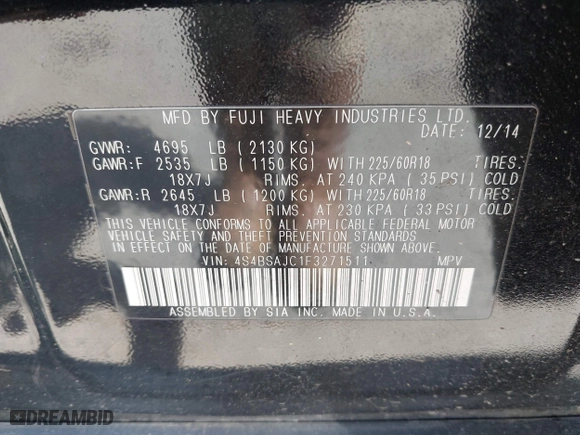 MFD BY FUJI HEAVY INDUSTRIES LTD.
DATE: 12/14
GVWR: 4695 LB ( 2130 KG)
GAWR:F 2535 LB ( 1150 KG) WITH 225/60R18 TIRES.
18X7J RIMS. AT 240 KPA ( 35 PSI) COLD
GAWR:R 2645 LB ( 1200 KG) WITH 225/60R18 TIRES.
18X7J RIMS. AT 230 KPA ( 33 PSI) COLD
THIS VEHICLE CONFORMS TO ALL APPLICABLE FEDERAL MOTOR
VEHICLE SAFETY AND THEFT PREVENTION STANDARDS
IN EFFECT ON THE DATE OF MANUFACTURE SHOWN ABOVE.
VIN: 4S4BSAJC1F3271511 MPV
ASSEMBLED BY SIA INC. MADE IN U.S.A.
DREAMBID